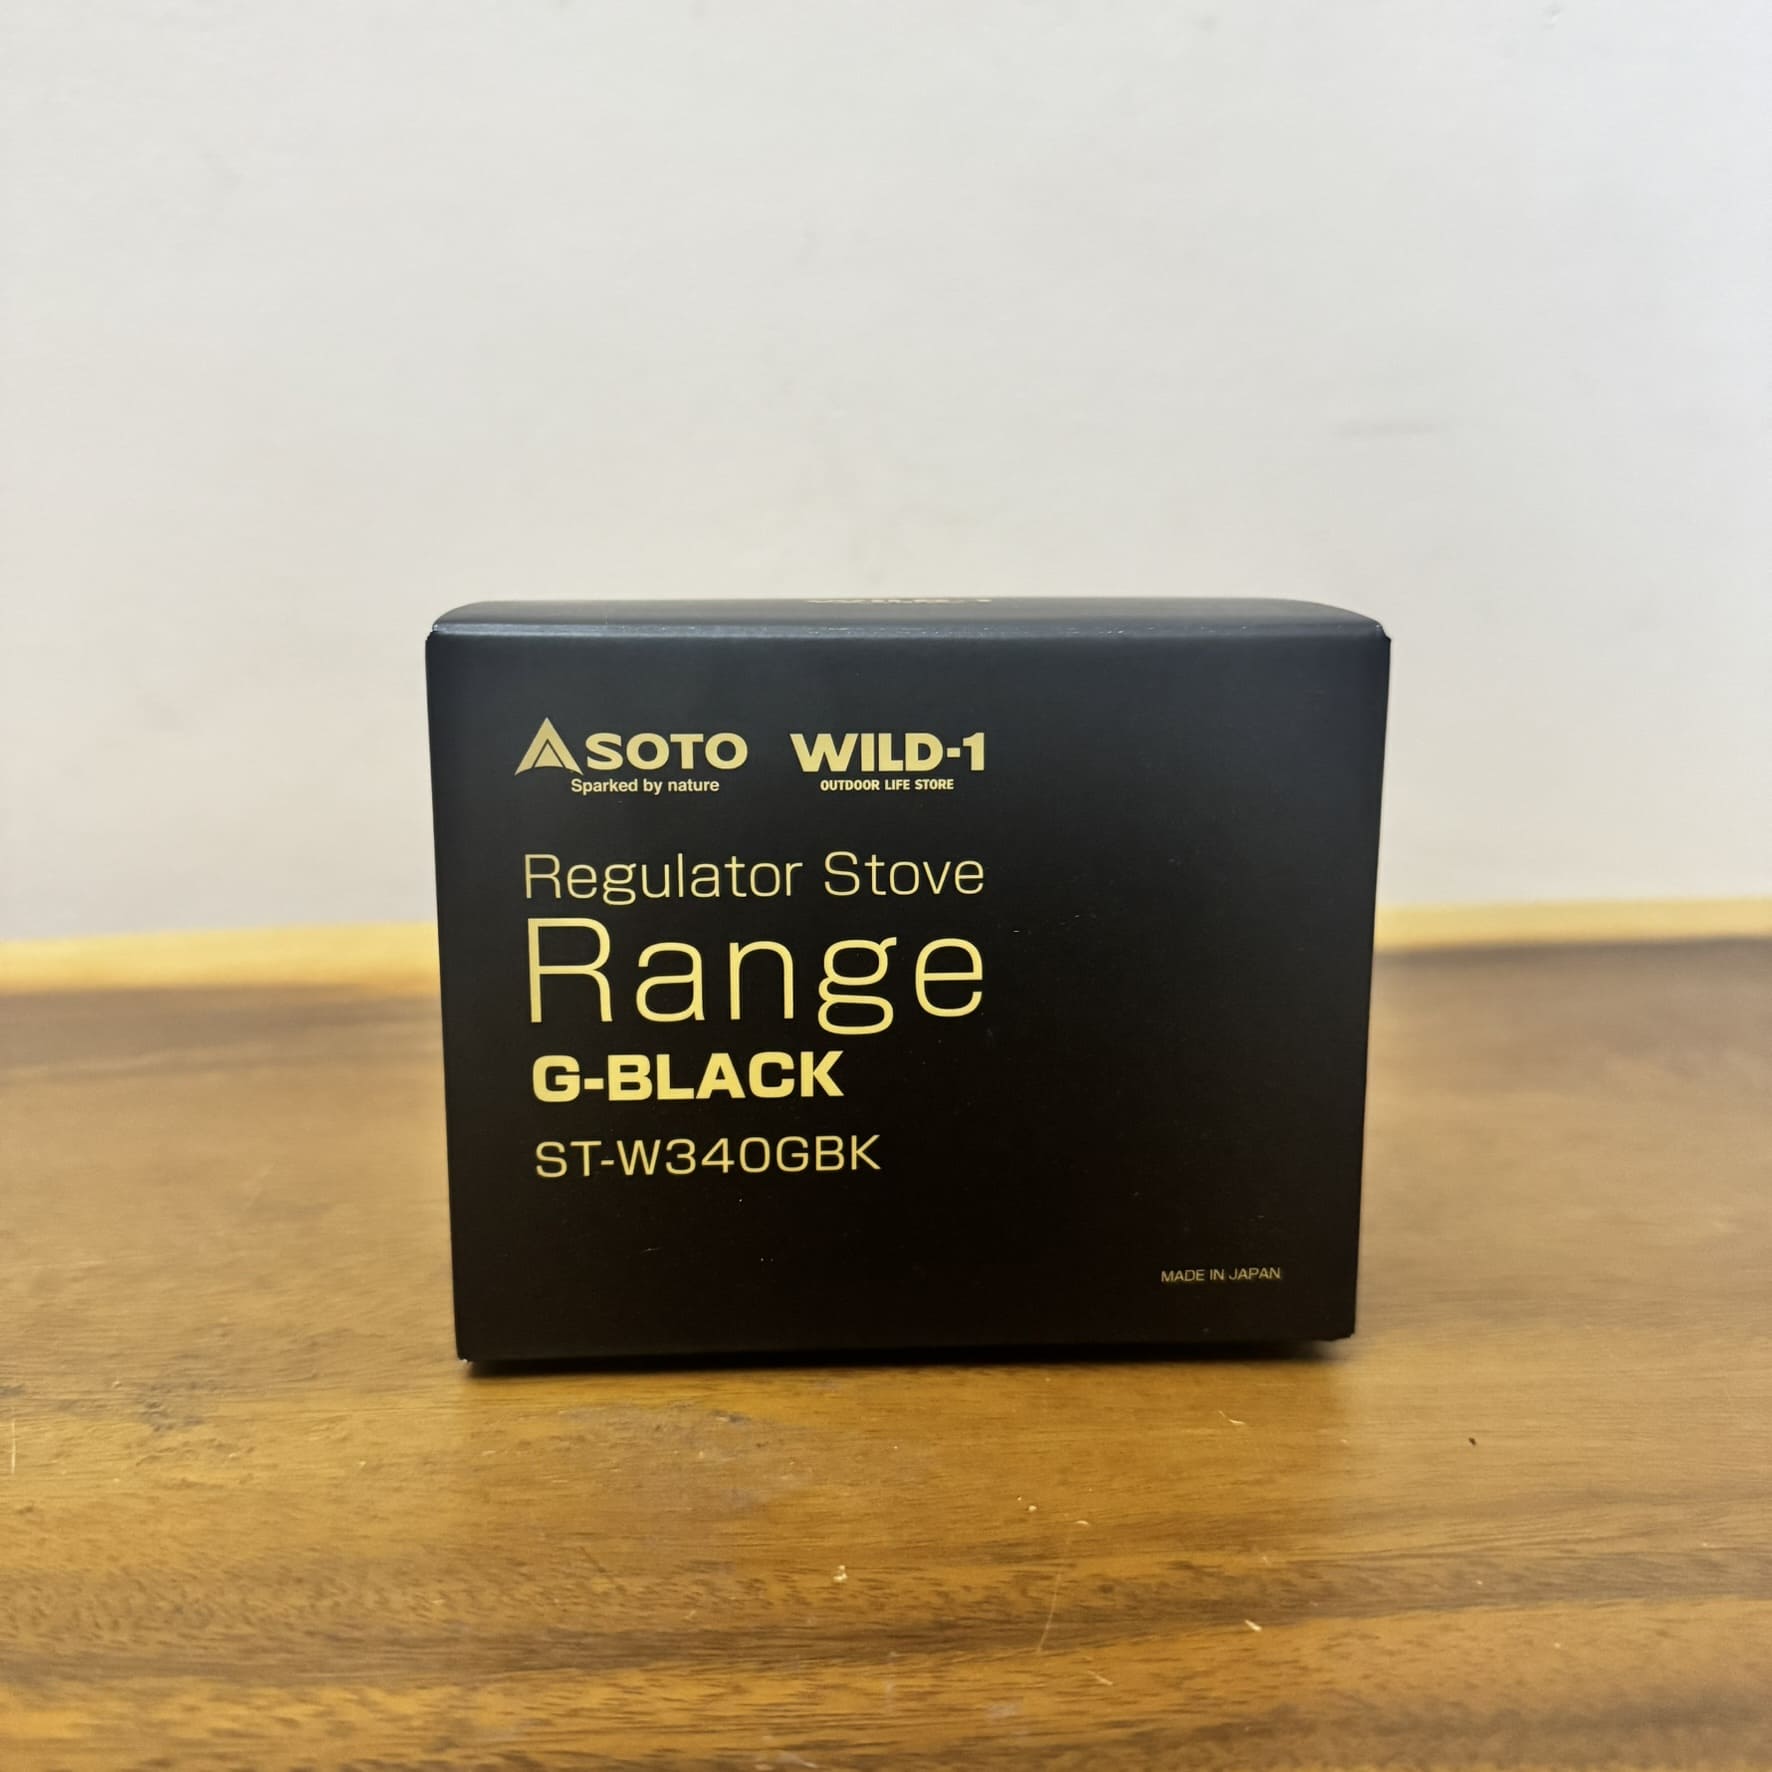 SOTO WILD-1
Sparked by nature OUTDOOR LIFE STORE
Regulator Stove
Range
G-BLACK
ST-W340GBK
MADE IN JAPAN